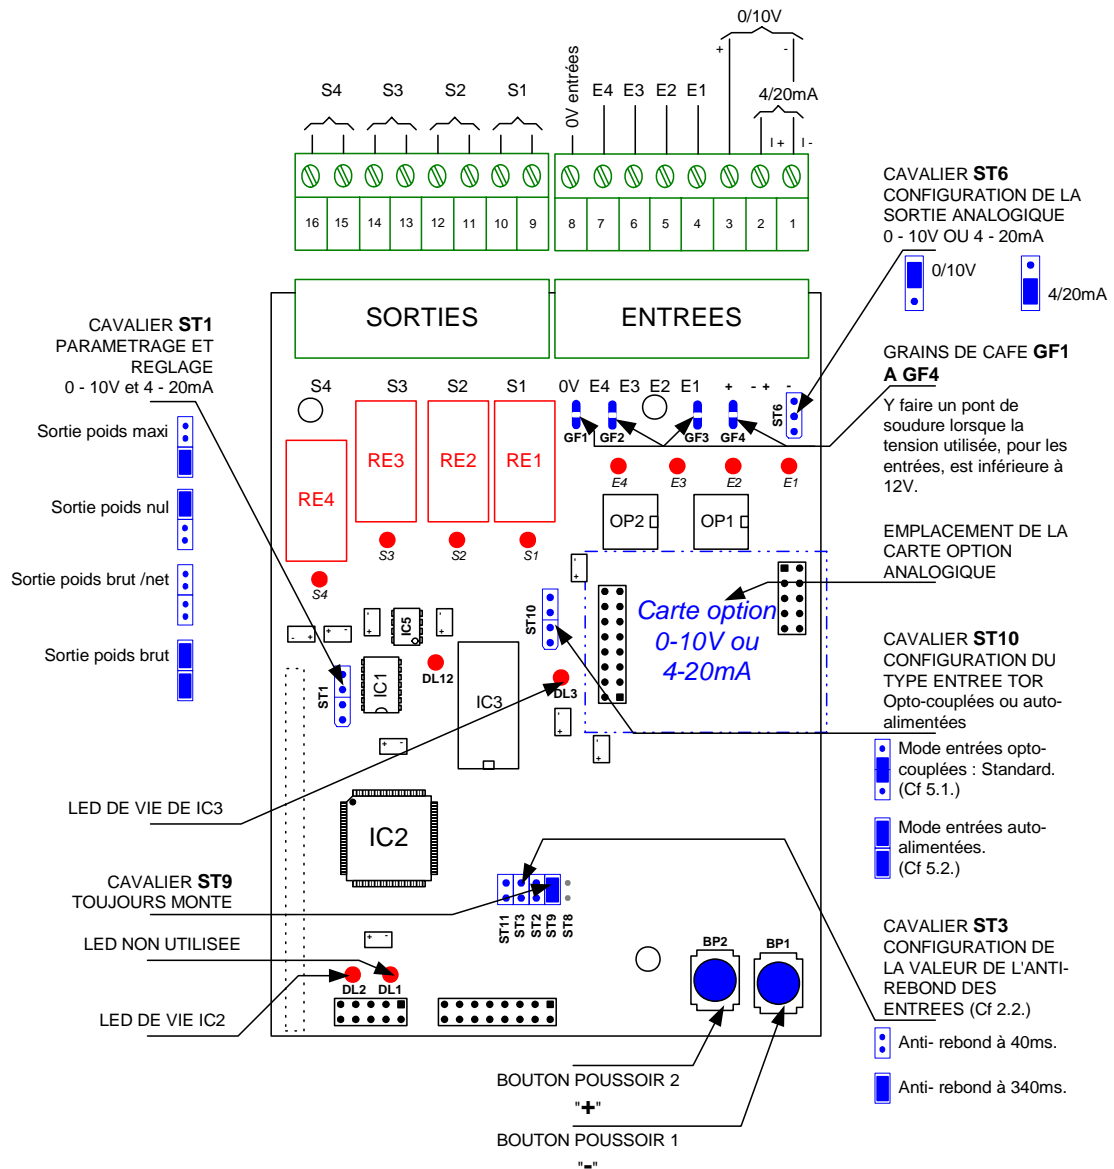 0/10V
+ -
S4 S3 S2 S1
0V entrées
E4 E3 E2 E1
4/20mA
I + I -
16 15 14 13 12 11 10 9
8 7 6 5 4 3 2 1
SORTIES
ENTREES
CAVALIER ST6
CONFIGURATION DE LA
SORTIE ANALOGIQUE
0 - 10V OU 4 - 20mA
0/10V
4/20mA
CAVALIER ST1
PARAMETRAGE ET
REGLAGE
0 - 10V et 4 - 20mA
Sortie poids maxi
Sortie poids nul
Sortie poids brut /net
Sortie poids brut
GRAINS DE CAFE GF1
A GF4
Y faire un pont de
soudure lorsque la
tension utilisée, pour les
entrées, est inférieure à
12V.
S4 S3 S2 S1
0V E4 E3 E2 E1 + - + -
GF1 GF2 GF3 GF4 ST6
RE4 RE3 RE2 RE1
E4 E3 E2 E1
OP2 OP1
S4 S3 S2 S1
EMPLACEMENT DE LA
CARTE OPTION
ANALOGIQUE
Carte option
0-10V ou
4-20mA
ST10
IC5
DL12
ST1
IC1
IC3
DL3
CAVALIER ST10
CONFIGURATION DU
TYPE ENTREE TOR
Opto-couplées ou auto-
alimentées
Mode entrées opto-
couplées : Standard.
(Cf 5.1.)
Mode entrées auto-
alimentées.
(Cf 5.2.)
LED DE VIE DE IC3
IC2
CAVALIER ST9
TOUJOURS MONTE
ST11 ST3 ST2 ST9 ST8
LED NON UTILISEE
DL2 DL1
LED DE VIE IC2
BP2 BP1
CAVALIER ST3
CONFIGURATION DE
LA VALEUR DE L'ANTI-
REBOND DES
ENTREES (Cf 2.2.)
Anti- rebond à 40ms.
Anti- rebond à 340ms.
BOUTON POUSSOIR 2
"+"
BOUTON POUSSOIR 1
"-"